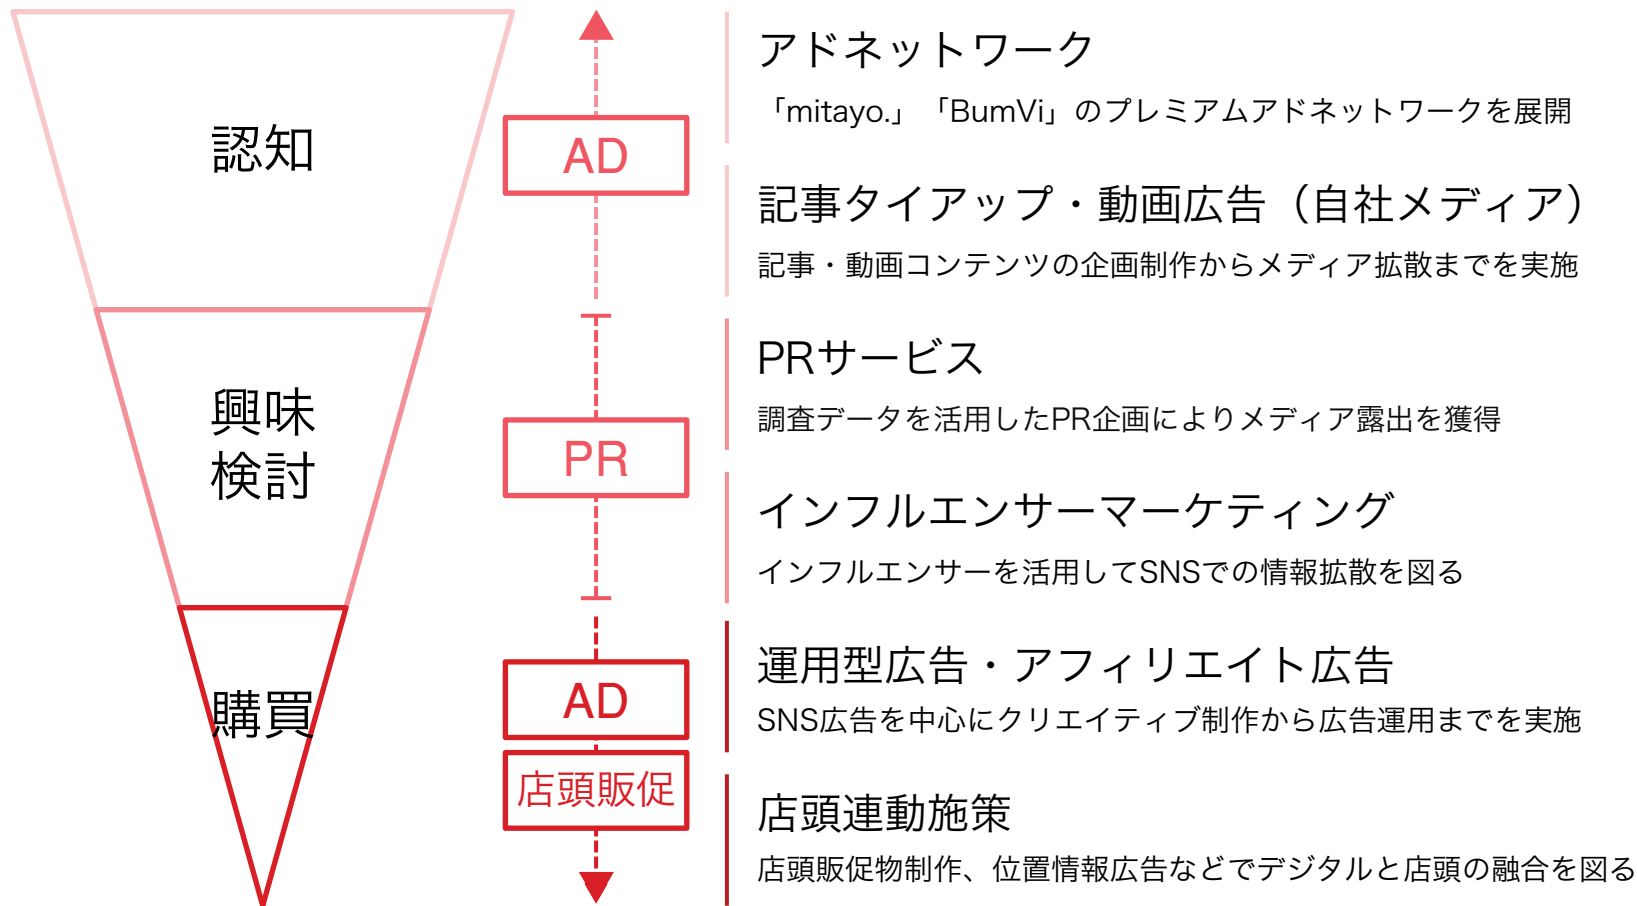 認知
興味
検討
購買
AD
PR
AD
店頭販促
アドネットワーク
「mitayo.」「BumVi」のプレミアムアドネットワークを展開
記事タイアップ・動画広告（自社メディア）
記事・動画コンテンツの企画制作からメディア拡散までを実施
PRサービス
調査データを活用したPR企画によりメディア露出を獲得
インフルエンサーマーケティング
インフルエンサーを活用してSNSでの情報拡散を図る
運用型広告・アフィリエイト広告
SNS広告を中心にクリエイティブ制作から広告運用までを実施
店頭連動施策
店頭販促物制作、位置情報広告などでデジタルと店頭の融合を図る